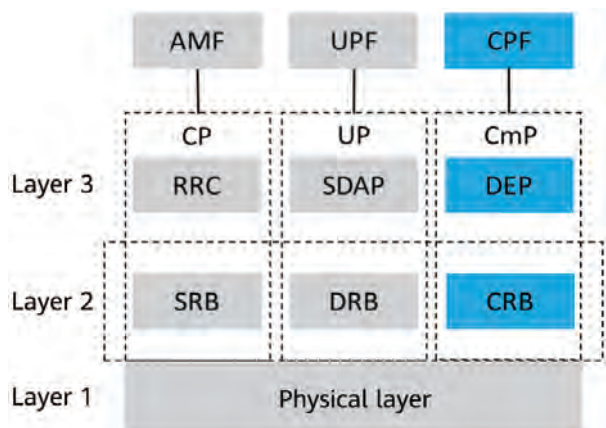 AMF UPF CPF
CP UP CmP
Layer 3 RRC SDAP DEP
Layer 2 SRB DRB CRB
Layer 1 Physical layer